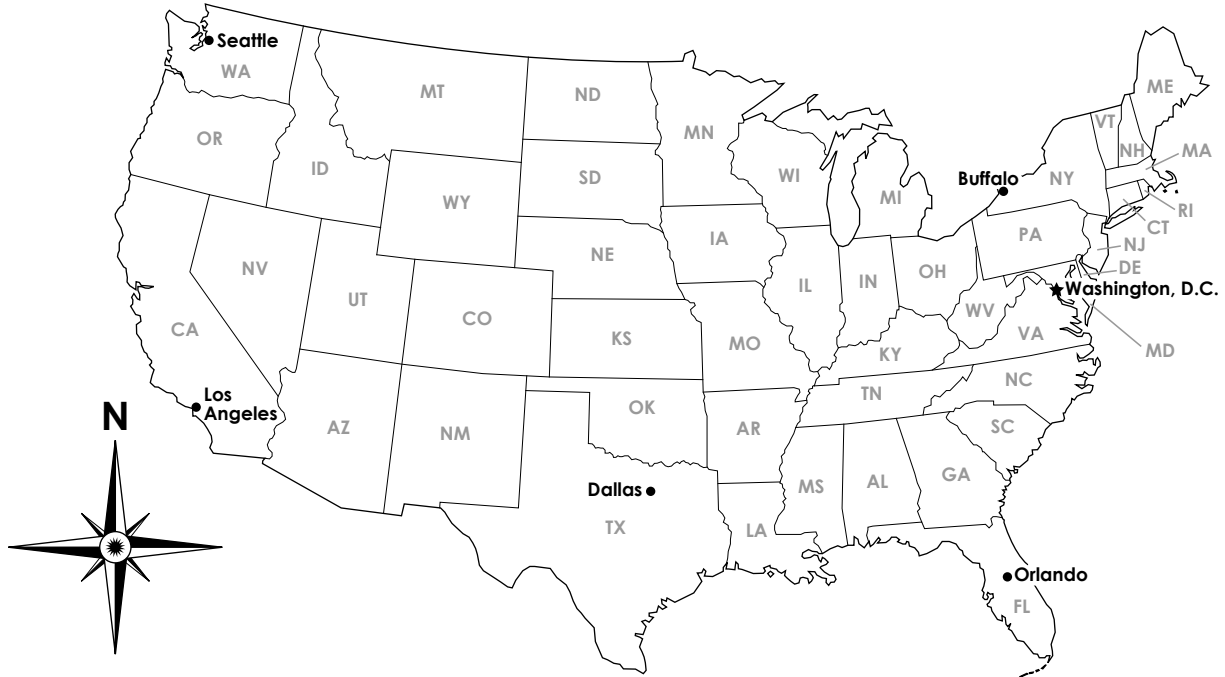 Seattle
WA
MT
ND
MN
ME
VT
NH
MA
OR
ID
SD
WI
MI
Buffalo
NY
RI
CT
WY
IA
NE
PA
NJ
DE
NV
UT
CO
IL
IN
OH
Washington, D.C.
WV
CA
KS
MO
KY
VA
MD
Los
Angeles
N
AZ
NM
OK
AR
TN
NC
SC
Dallas
TX
LA
MS
AL
GA
Orlando
FL